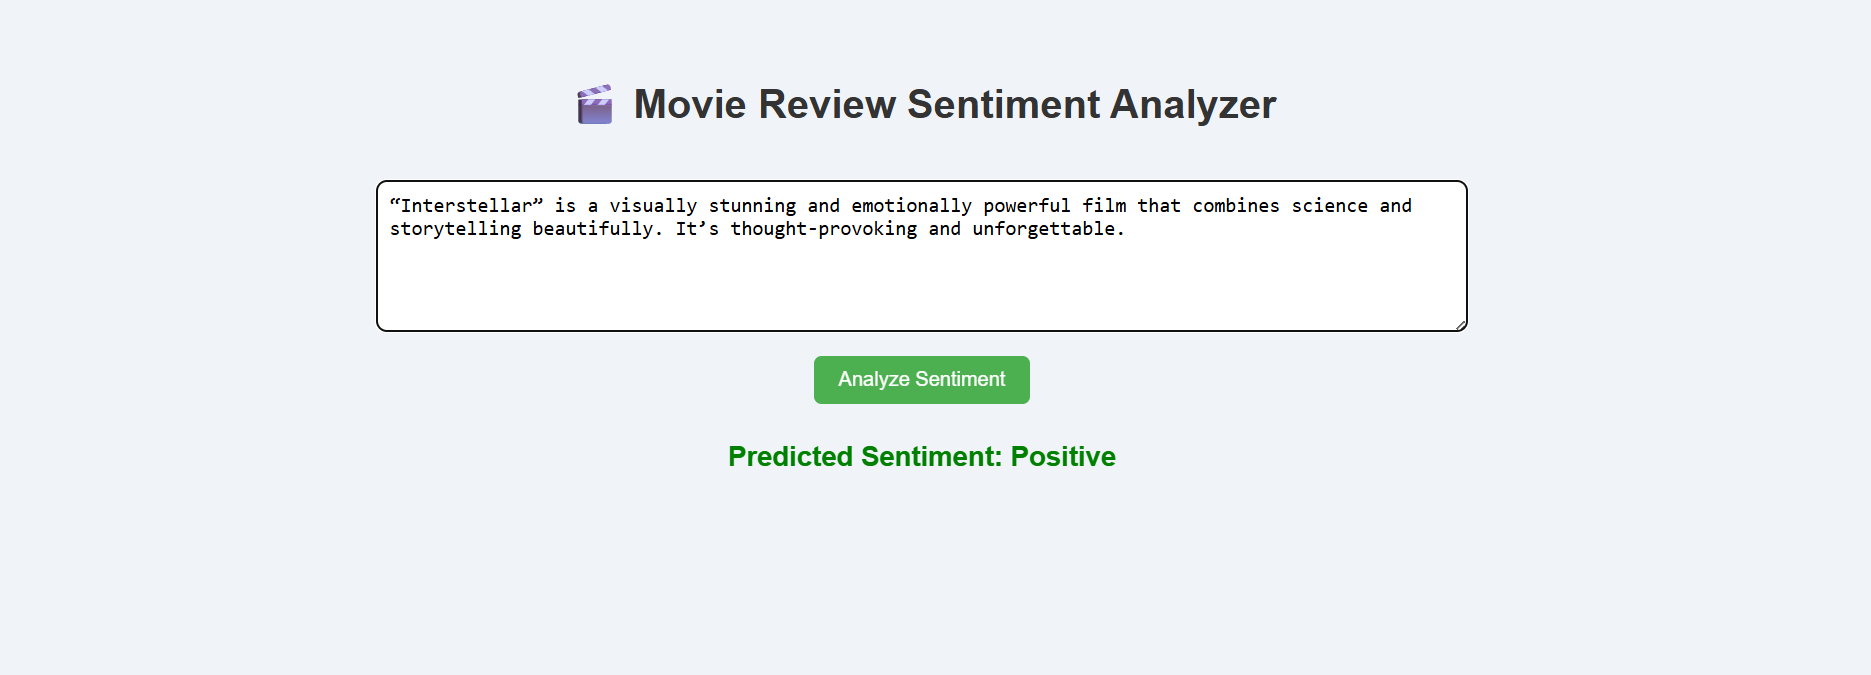 🎬 Movie Review Sentiment Analyzer
“Interstellar” is a visually stunning and emotionally powerful film that combines science and
storytelling beautifully. It’s thought-provoking and unforgettable.
Analyze Sentiment
Predicted Sentiment: Positive